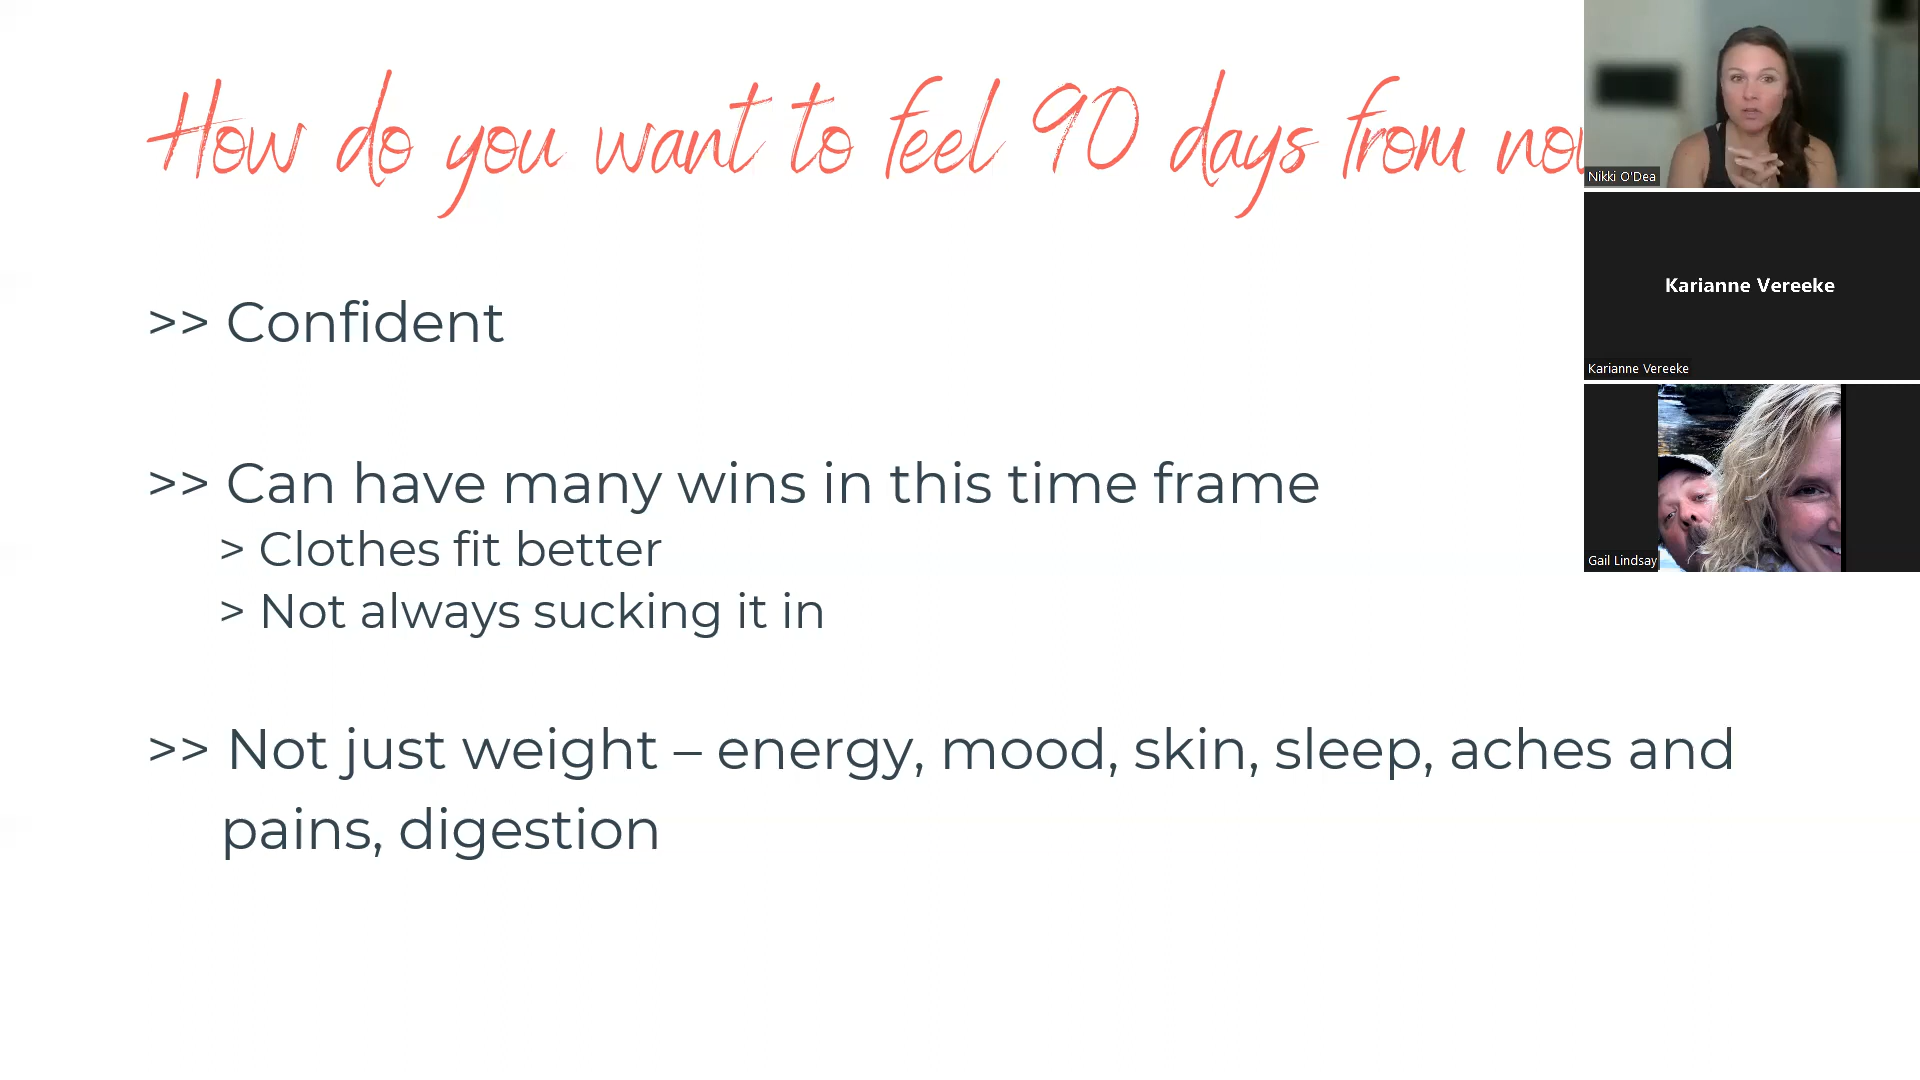 How do you want to feel 90 days from
>> Confident
>> Can have many wins in this time frame
> Clothes fit better
> Not always sucking it in
>> Not just weight – energy, mood, skin, sleep, aches and
pains, digestion
Nikki O'Dea
Karianne Vereeke
Karianne Vereeke
Gail Lindsay